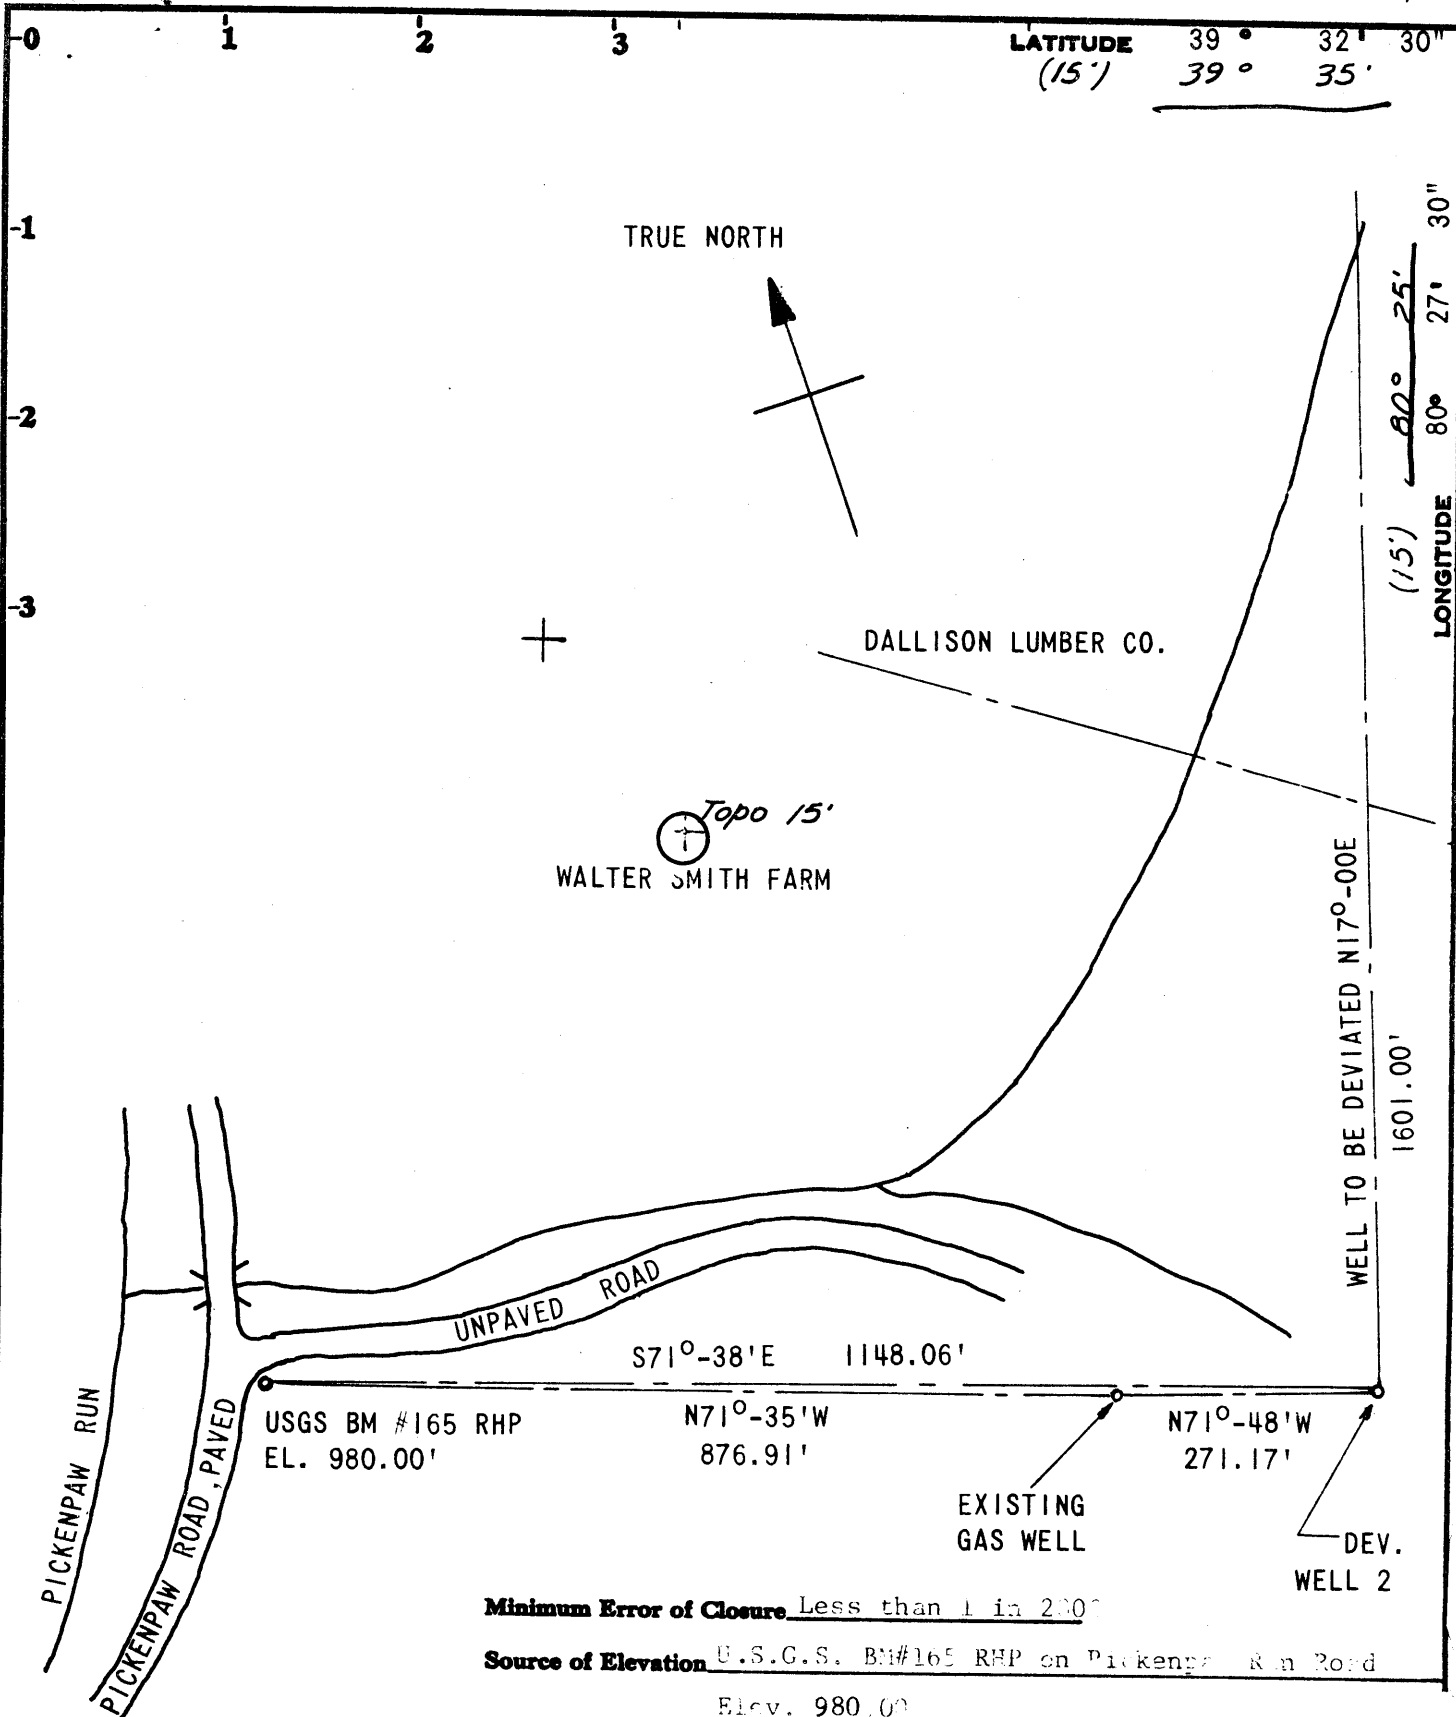 -0 1 2 3
LATITUDE 39° 32' 30"
(15') 39° 35'
-1
-2
-3
LONGITUDE 80° 27' 30"
(15') 80° 25'
TRUE NORTH
DALLISON LUMBER CO.
Topo 15'
WALTER SMITH FARM
WELL TO BE DEVIATED N17°-00E
1601.00'
UNPAVED ROAD
S71°-38'E 1148.06'
USGS BM #165 RHP
EL. 980.00'
N71°-35'W
876.91'
N71°-48'W
271.17'
PICKENPAW RUN
PICKENPAW ROAD, PAVED
EXISTING
GAS WELL
DEV.
WELL 2
Minimum Error of Closure Less than 1 in
Source of Elevation U.S.G.S. BM#165 RHP on Road
Elev. 980.00